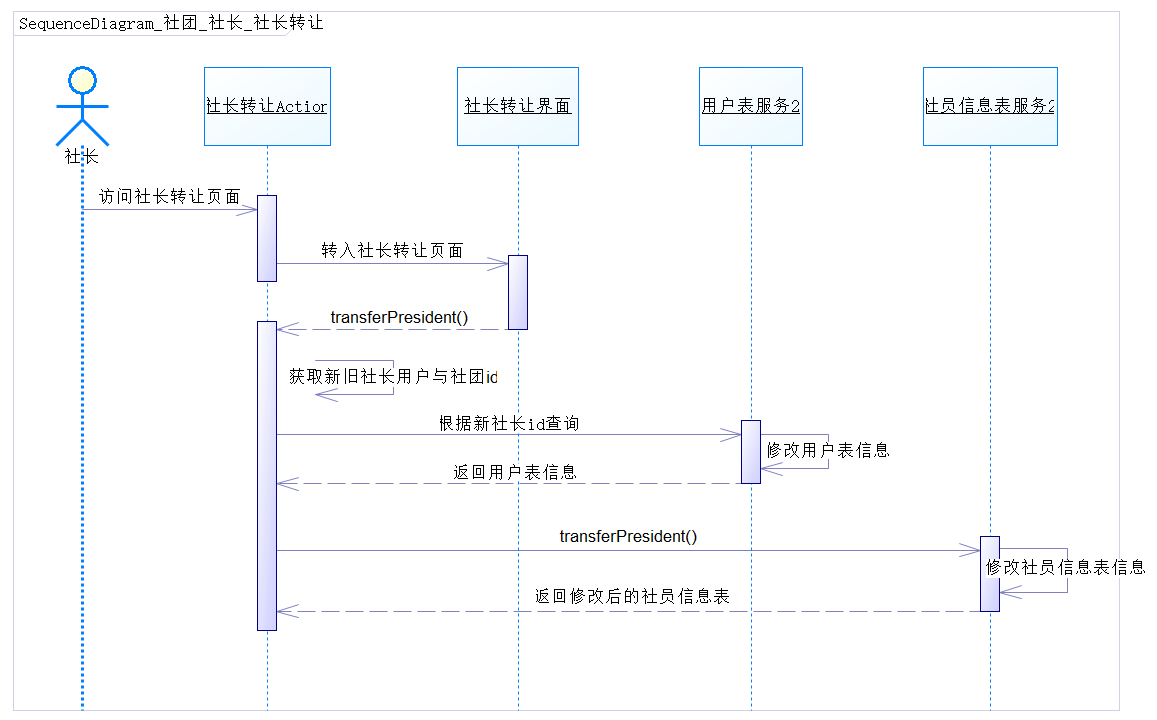 SequenceDiagram_社团_社长_社长转让
社长
社长转让Action
社长转让界面
用户表服务2
社员信息表服务2
访问社长转让页面
转入社长转让页面
transferPresident()
获取新旧社长用户与社团id
根据新社长id查询
修改用户表信息
返回用户表信息
transferPresident()
修改社员信息表信息
返回修改后的社员信息表